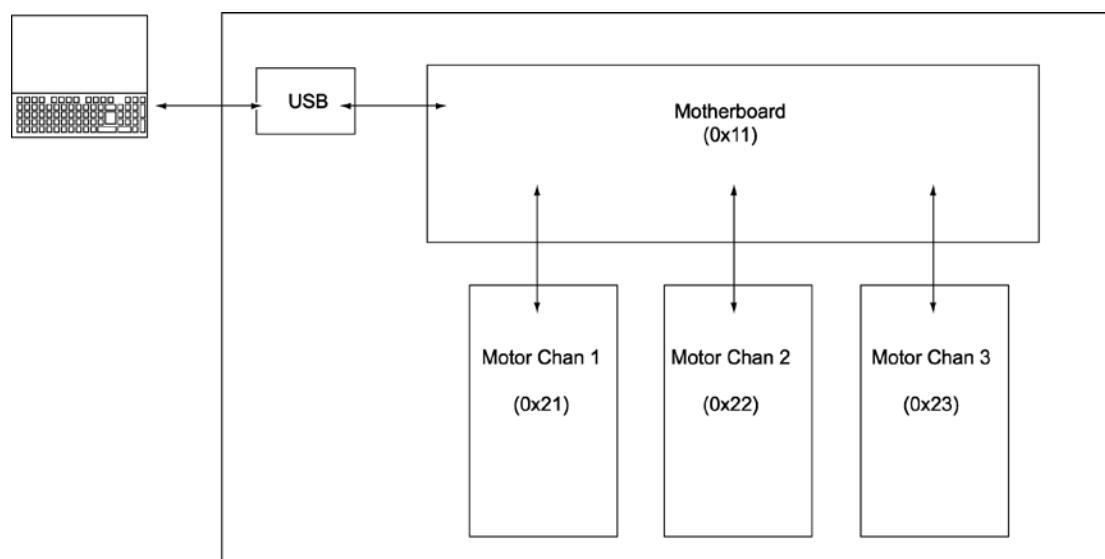 USB
Motherboard
(0x11)
Motor Chan 1
(0x21)
Motor Chan 2
(0x22)
Motor Chan 3
(0x23)